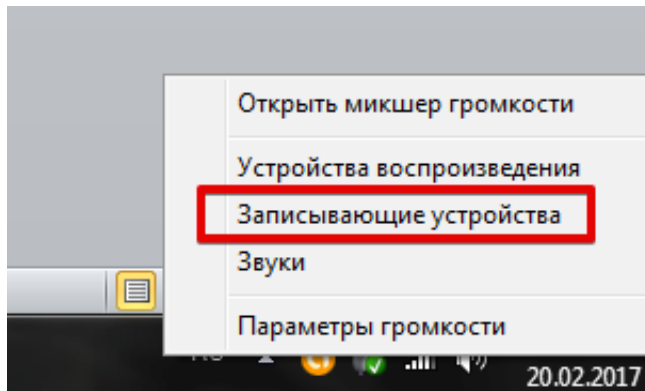 Открыть микшер громкости
Устройства воспроизведения
Записывающие устройства
Звуки
Параметры громкости
20.02.2017